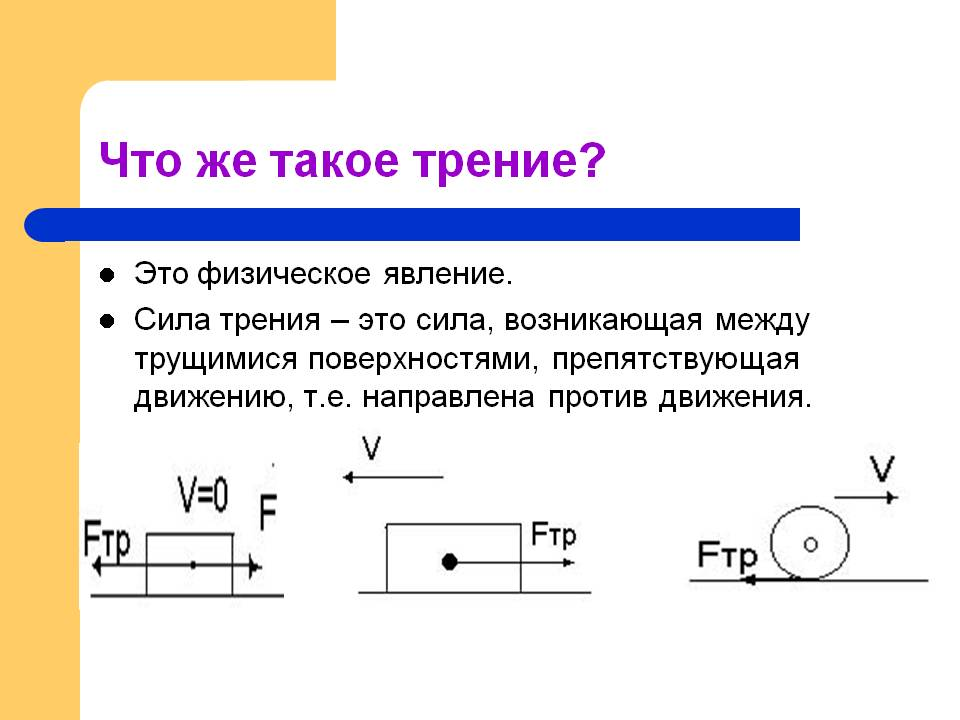 Что же такое трение?
Это физическое явление.
Сила трения – это сила, возникающая между
трущимися поверхностями, препятствующая
движению, т.е. направлена против движения.
V=0
F
Fтр
V
Fтр
V
Fтр